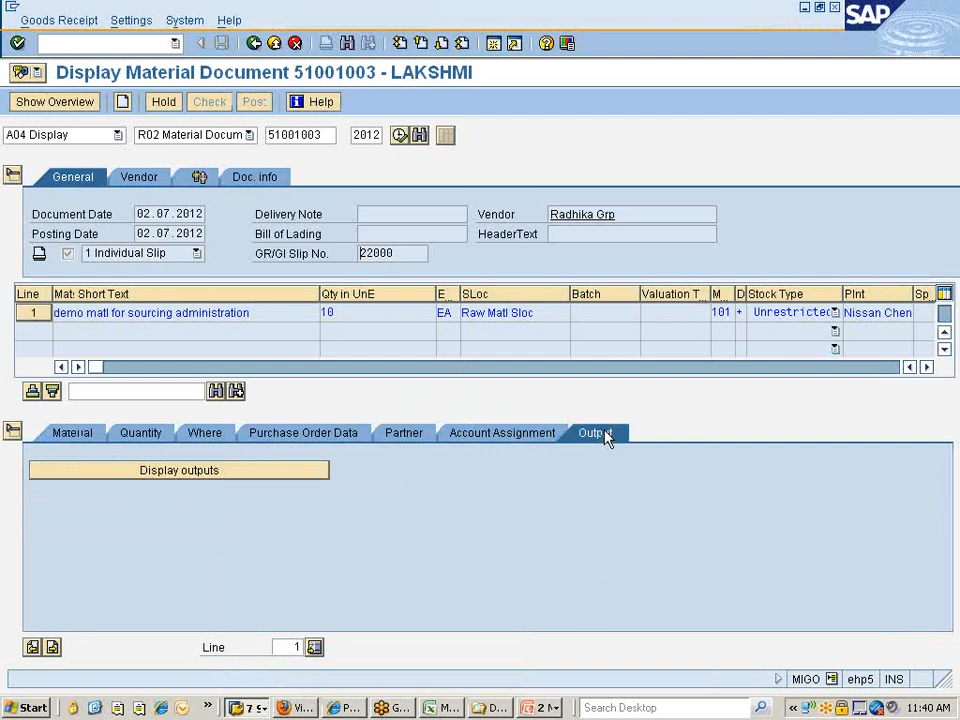 Goods Receipt Settings System Help
SAP
Display Material Document 51001003 - LAKSHMI
Show Overview Hold Check Post Help
A04 Display R02 Material Docum 51001003 2012
General Vendor Doc. info
Document Date 02.07.2012 Delivery Note Vendor Radhika Grp
Posting Date 02.07.2012 Bill of Lading HeaderText
1 Individual Slip GR/GI Slip No. 22000
Line Mat. Short Text Qty in UnE E.. SLoc Batch Valuation T.. M D Stock Type Plnt Sp
1 demo matl for sourcing administration 10 EA Raw Matl Sloc 101 + Unrestricted Nissan Chen
Material Quantity Where Purchase Order Data Partner Account Assignment Output
Display outputs
Line 1
MIGO ehp5 INS
Start » 7 S.. Vi... P... G... M... D... 2 N Search Desktop « 11:40 AM